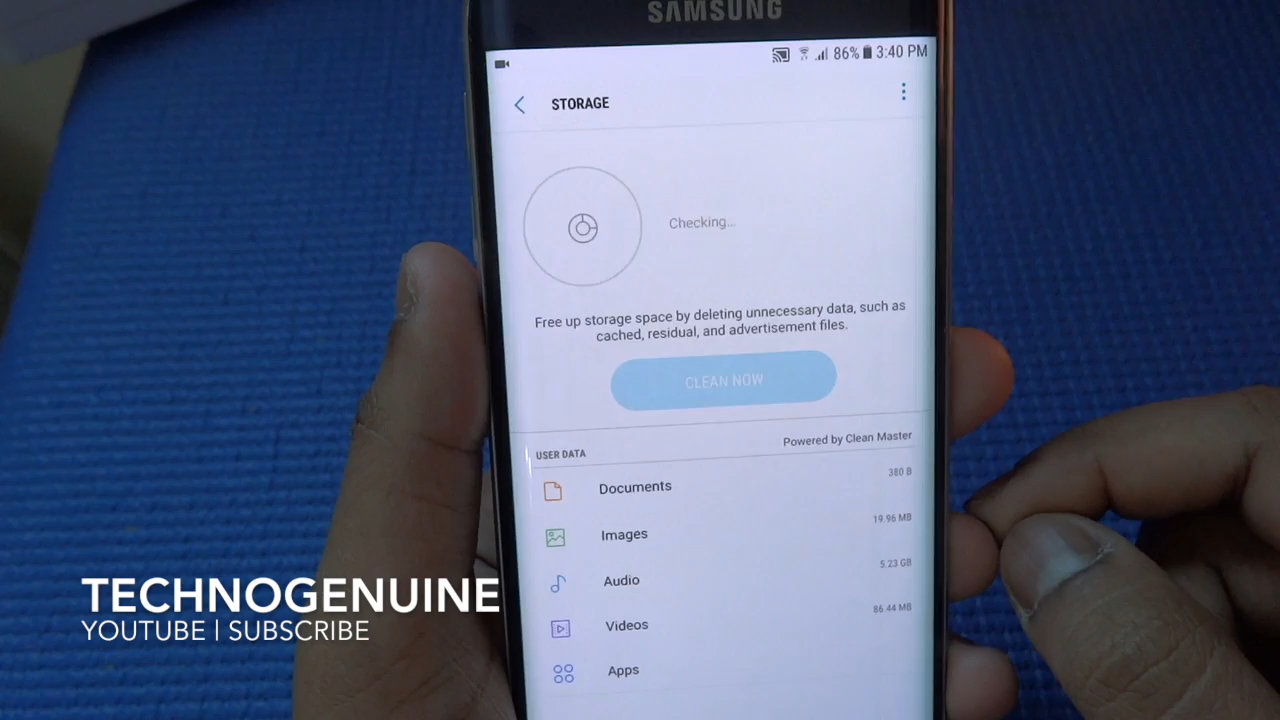 SAMSUNG
86% 3:40 PM
STORAGE
Checking...
Free up storage space by deleting unnecessary data, such as
cached, residual, and advertisement files.
CLEAN NOW
Powered by Clean Master
USER DATA
Documents 380 B
Images 19.96 MB
Audio 5.23 GB
Videos 86.44 MB
Apps
TECHNOGENUINE
YOUTUBE | SUBSCRIBE